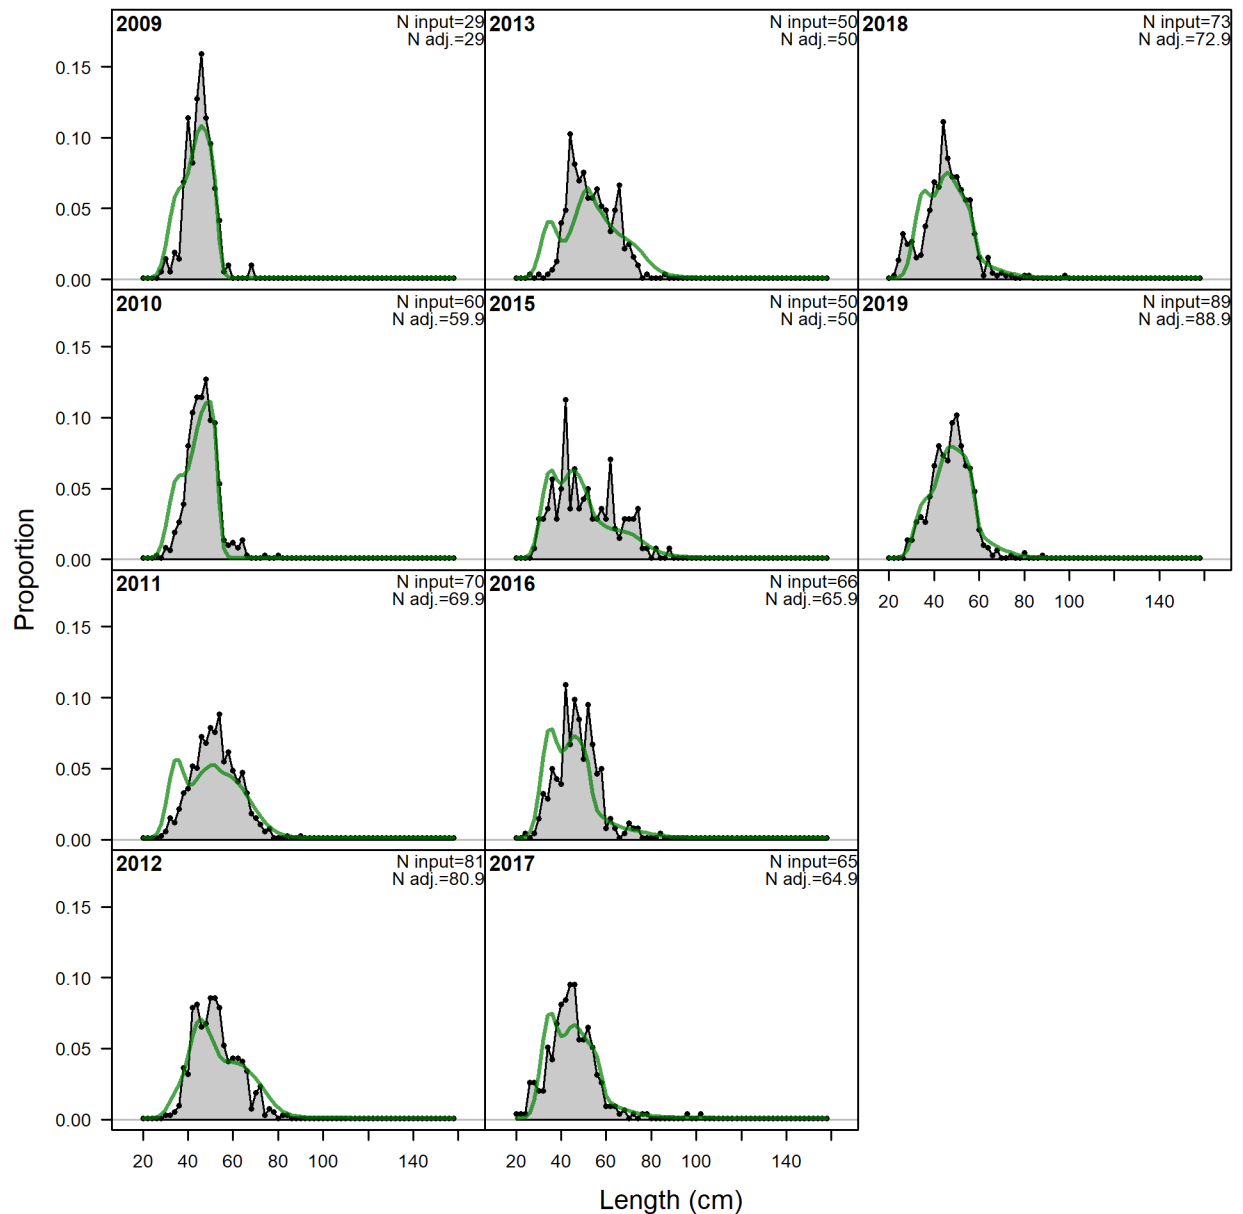 2009
N input=29
N adj.=29
2013
N input=50
N adj.=50
2018
N input=73
N adj.=72.9
0.15
0.10
0.05
0.00
2010
N input=60
N adj.=59.9
2015
N input=50
N adj.=50
2019
N input=89
N adj.=88.9
0.15
0.10
0.05
0.00
2011
N input=70
N adj.=69.9
2016
N input=66
N adj.=65.9
20 40 60 80 100 140
0.15
0.10
0.05
0.00
2012
N input=81
N adj.=80.9
2017
N input=65
N adj.=64.9
0.15
0.10
0.05
0.00
20 40 60 80 100 140
20 40 60 80 100 140
Proportion
Length (cm)